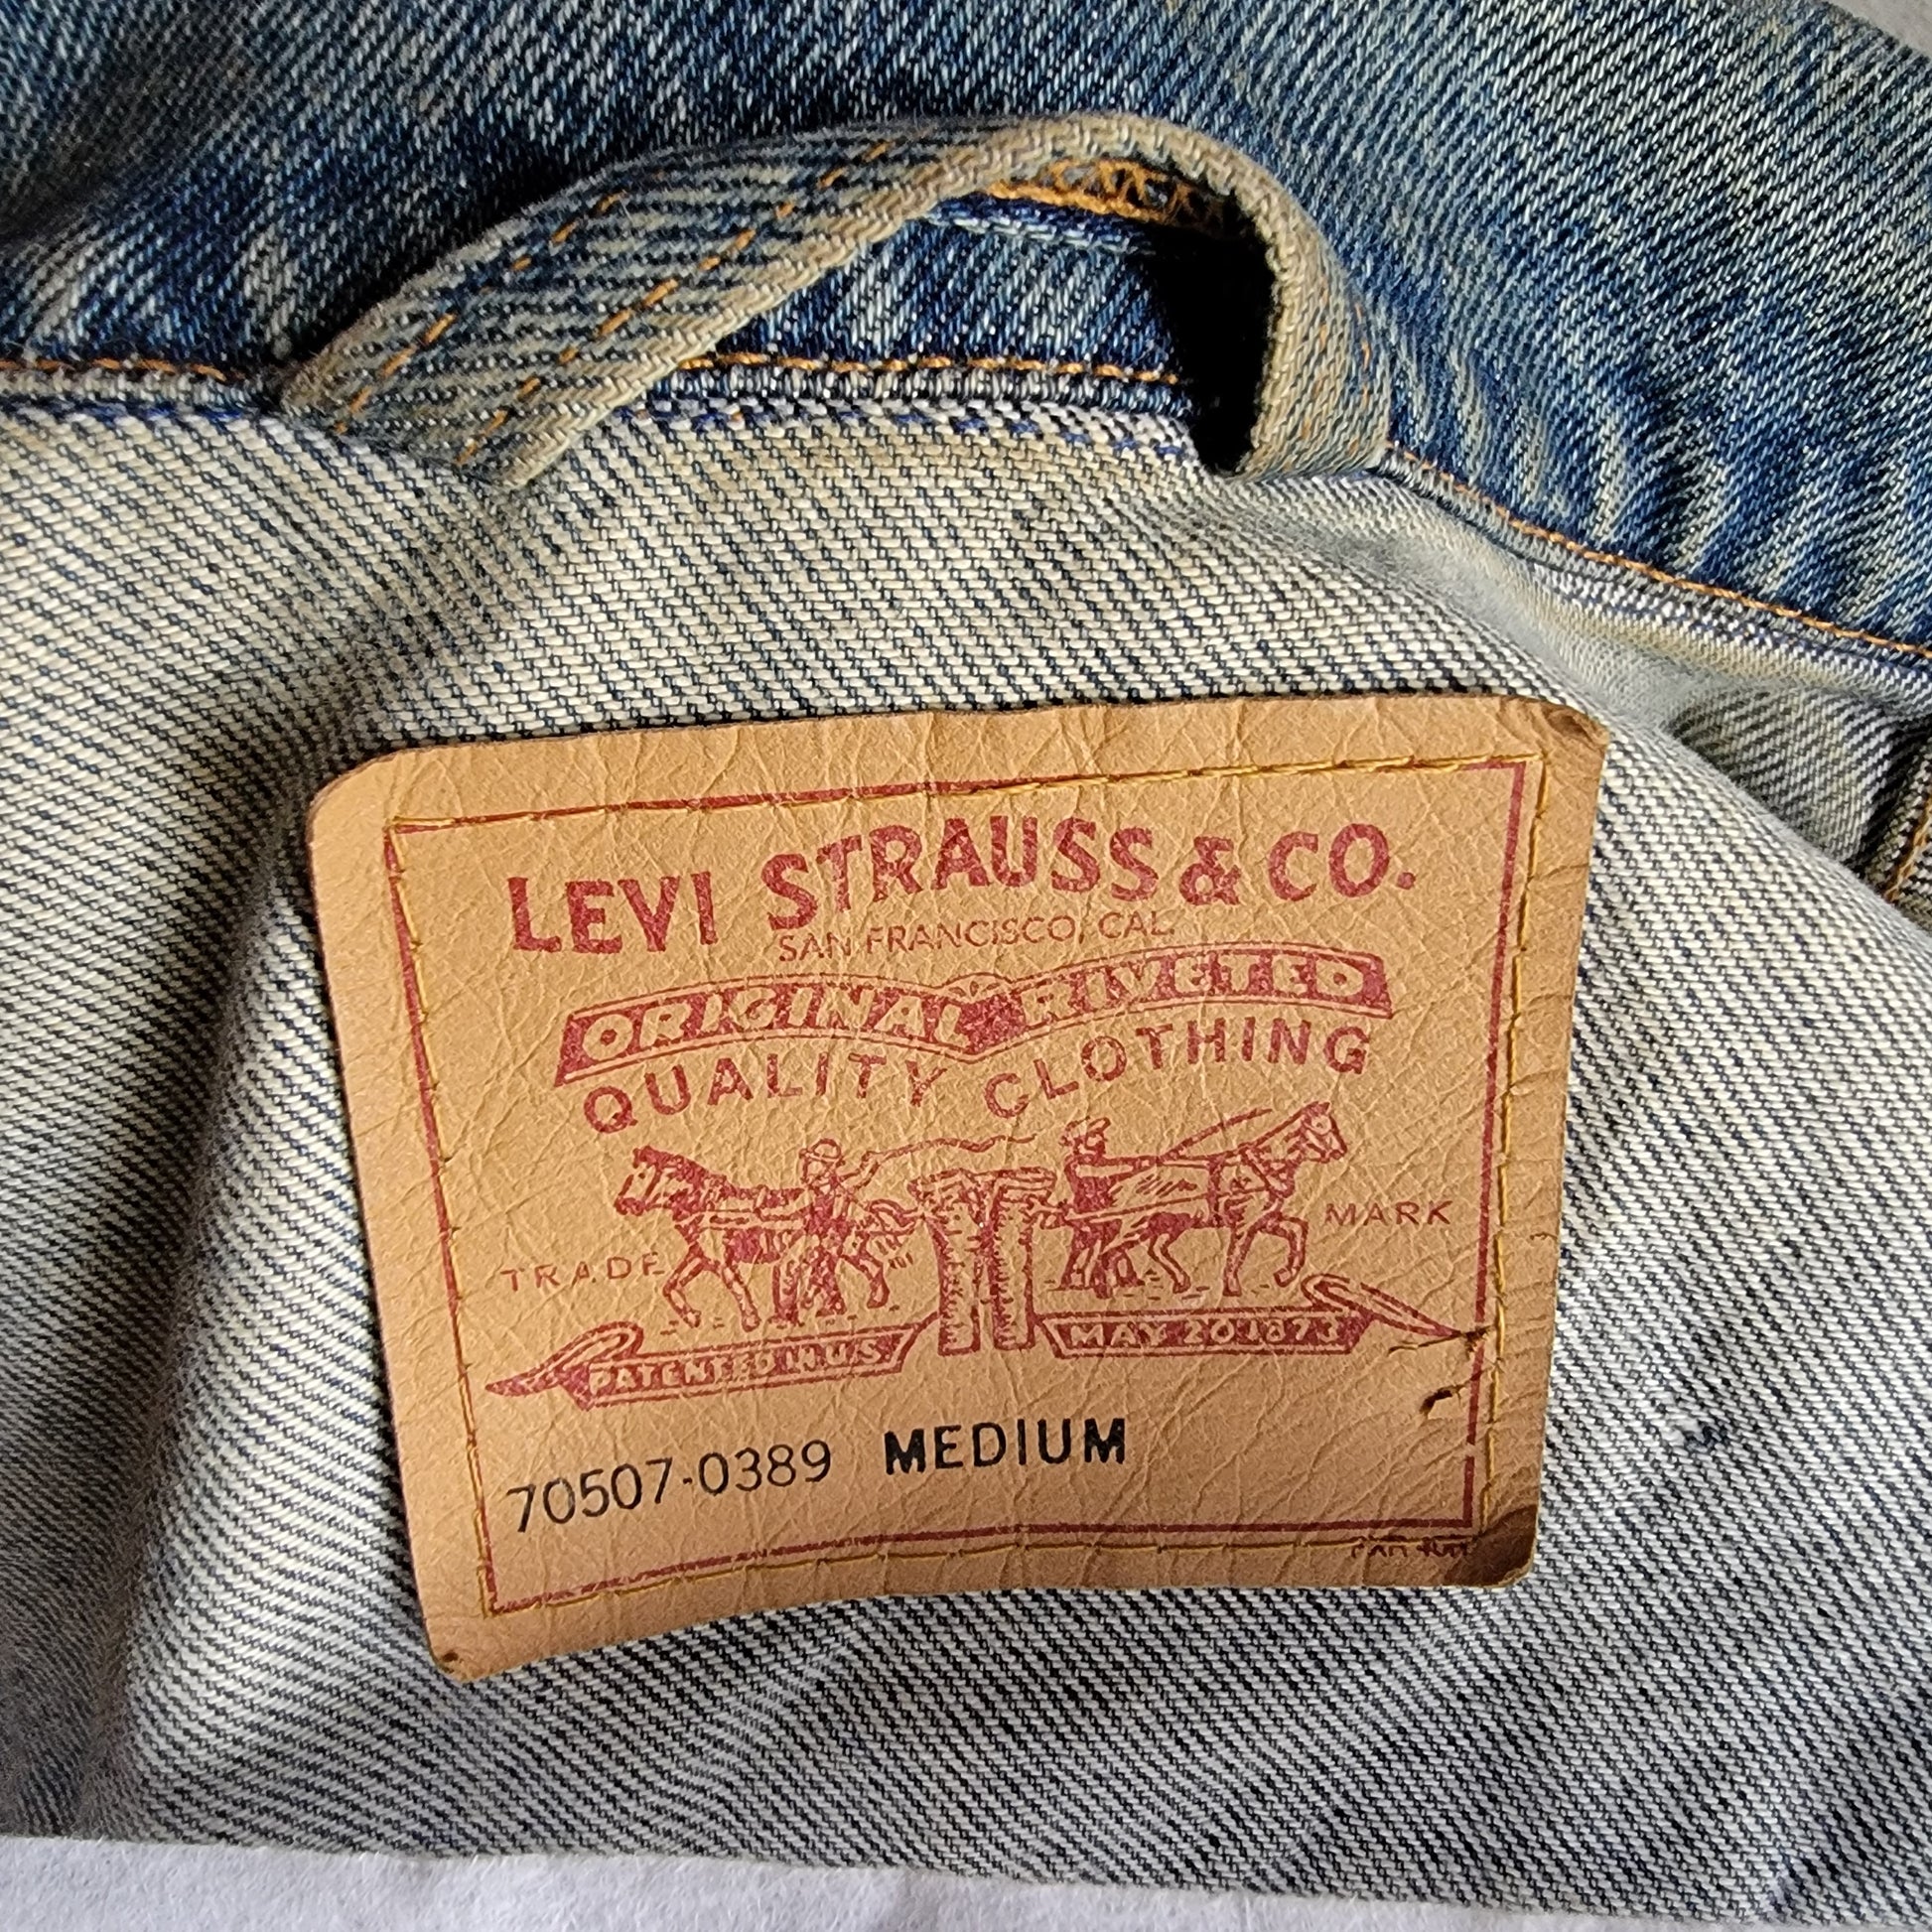 LEVI STRAUSS & CO.
SAN FRANCISCO, CAL.
ORIGINAL RIVETED
QUALITY CLOTHING
TRADE MARK
PATENTED IN U.S. MAY 20 1873
70507-0389 MEDIUM